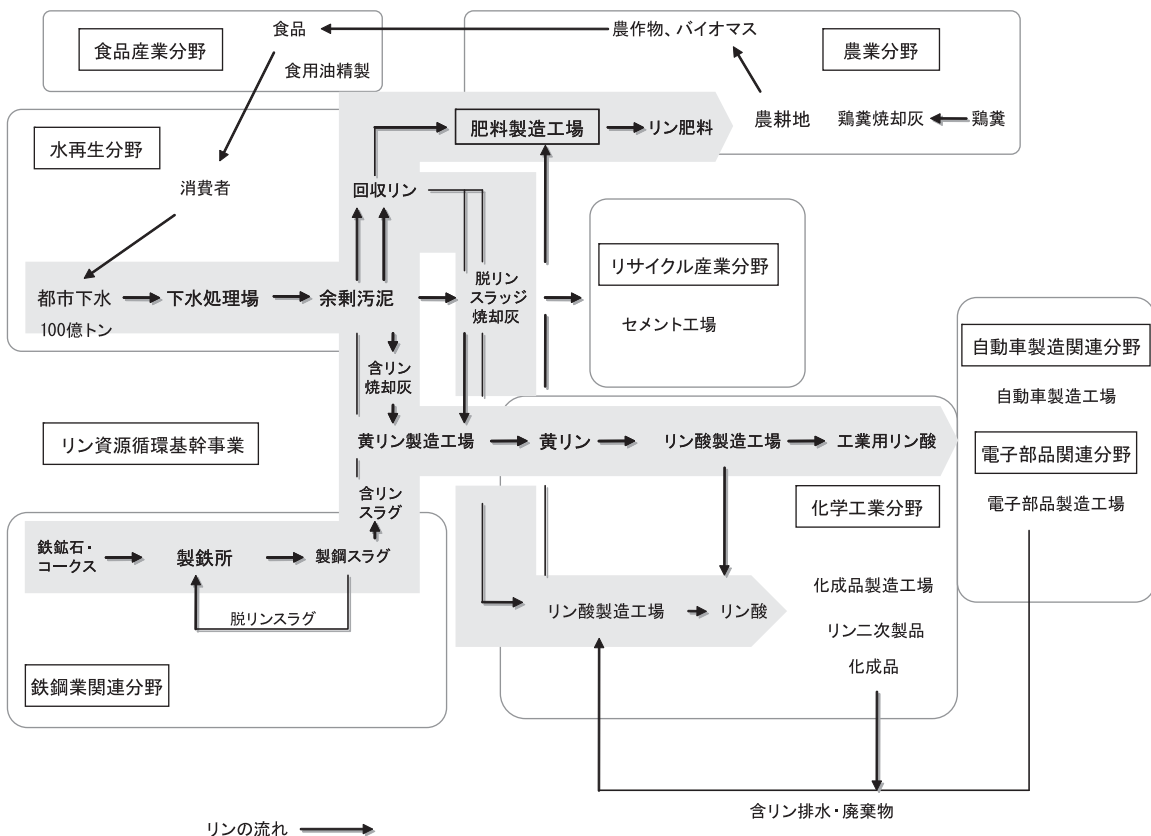 食品産業分野
食品
食用油精製
農作物、バイオマス
農業分野
農耕地
鶏糞焼却灰
鶏糞
肥料製造工場
リン肥料
水再生分野
消費者
回収リン
都市下水
100億トン
下水処理場
余剰汚泥
脱リン
スラッジ
焼却灰
リサイクル産業分野
セメント工場
含リン
焼却灰
自動車製造関連分野
自動車製造工場
リン資源循環基幹事業
黄リン製造工場
黄リン
リン酸製造工場
工業用リン酸
電子部品関連分野
電子部品製造工場
含リン
スラグ
化学工業分野
鉄鉱石・
コークス
製鉄所
製鋼スラグ
脱リンスラグ
リン酸製造工場
リン酸
化成品製造工場
リン二次製品
化成品
鉄鋼業関連分野
含リン排水・廃棄物
リンの流れ